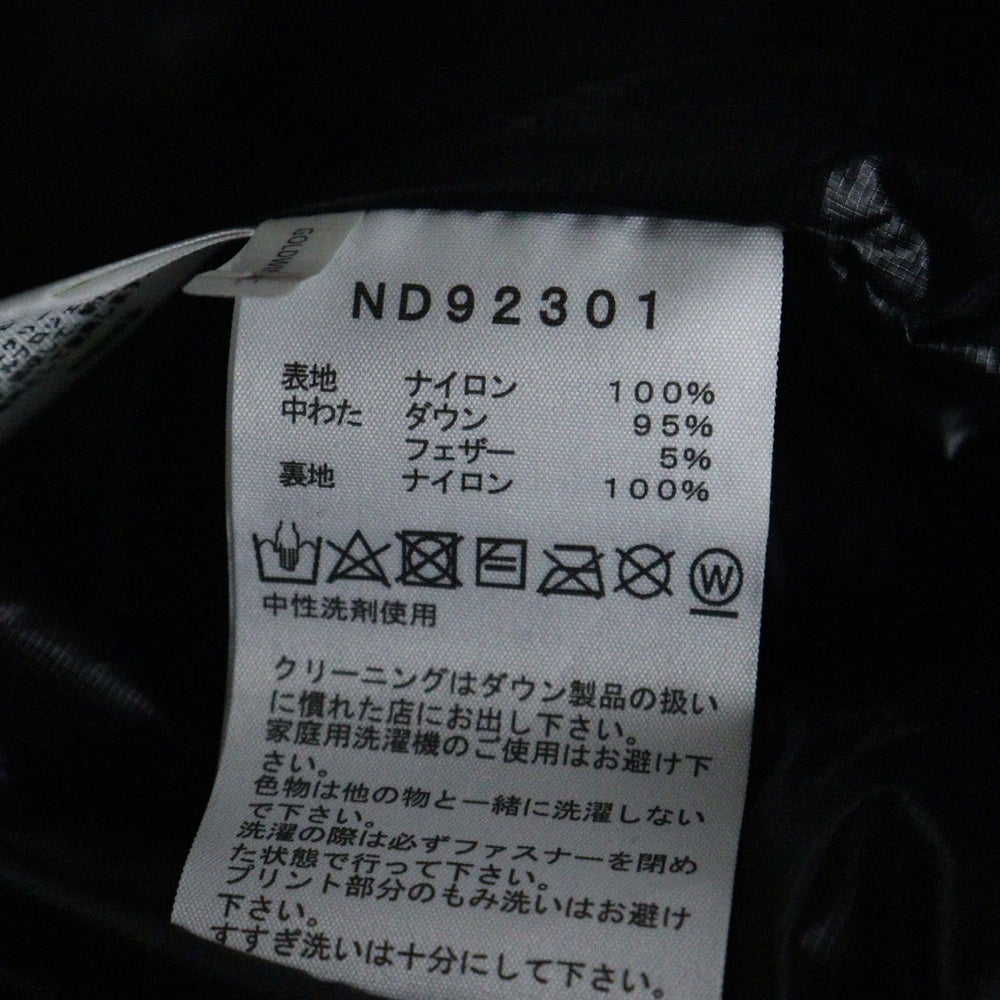 GOLDWI
ND92301
表地 ナイロン 100%
中わた ダウン 95%
フェザー 5%
裏地 ナイロン 100%
W
中性洗剤使用
クリーニングはダウン製品の扱い
に慣れた店にお出し下さい。
家庭用洗濯機のご使用はお避け下
さい。
色物は他の物と一緒に洗濯しない
で下さい。
洗濯の際は必ずファスナーを閉め
た状態で行って下さい。
プリント部分のもみ洗いはお避け
下さい。
すすぎ洗いは十分にして下さい。